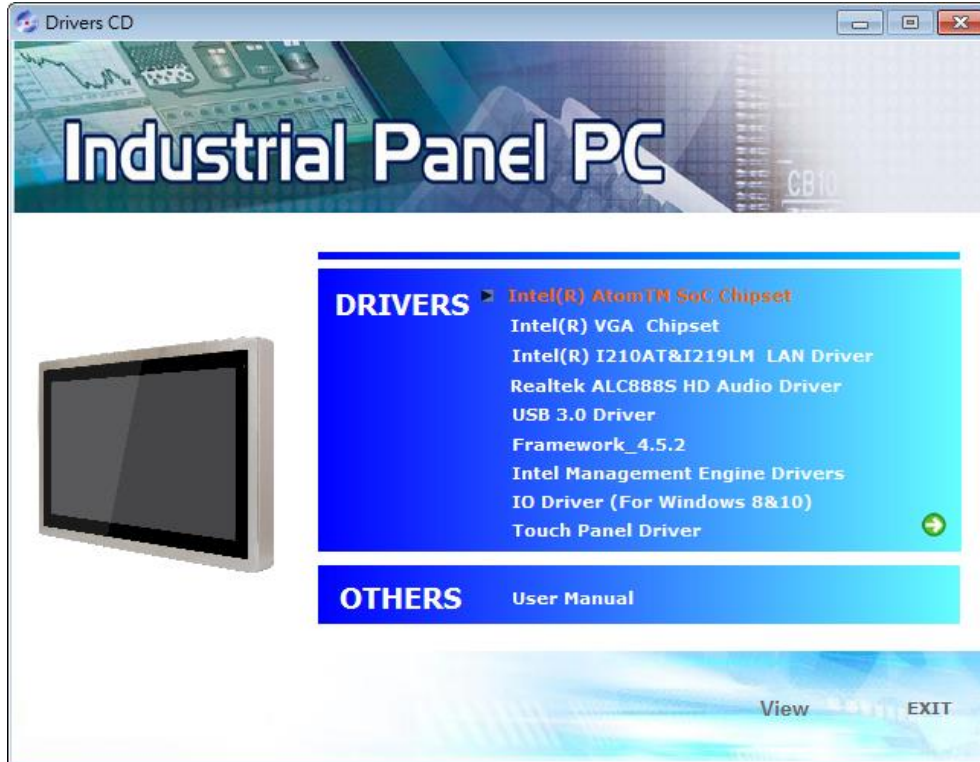 Drivers CD
Industrial Panel PC
CB10
DRIVERS
Intel(R) AtomTM SoC Chipset
Intel(R) VGA Chipset
Intel(R) I210AT&I219LM LAN Driver
Realtek ALC888S HD Audio Driver
USB 3.0 Driver
Framework_4.5.2
Intel Management Engine Drivers
IO Driver (For Windows 8&10)
Touch Panel Driver
OTHERS
User Manual
View
EXIT